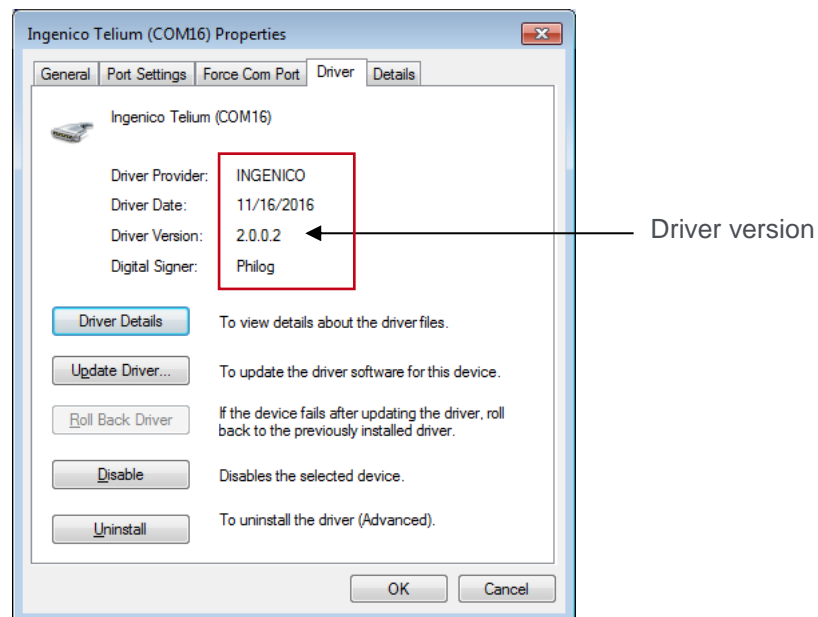 Ingenico Telium (COM16) Properties
General Port Settings Force Com Port Driver Details
Ingenico Telium (COM16)
Driver Provider: INGENICO
Driver Date: 11/16/2016
Driver Version: 2.0.0.2
Driver version
Digital Signer: Philog
Driver Details To view details about the driver files.
Update Driver... To update the driver software for this device.
Roll Back Driver If the device fails after updating the driver, roll
back to the previously installed driver.
Disable Disables the selected device.
Uninstall To uninstall the driver (Advanced).
OK Cancel